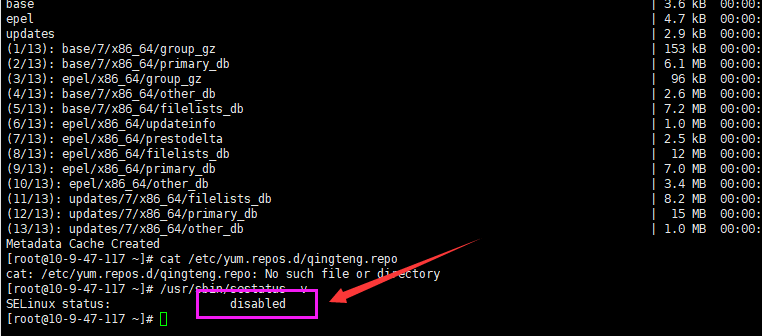 base | 3.6 kB 00:00:
epel | 4.7 kB 00:00:
updates | 2.9 kB 00:00:
(1/13): base/7/x86_64/group_gz | 153 kB 00:00:
(2/13): base/7/x86_64/primary_db | 6.1 MB 00:00:
(3/13): epel/x86_64/group_gz | 96 kB 00:00:
(4/13): base/7/x86_64/other_db | 2.6 MB 00:00:
(5/13): base/7/x86_64/filelists_db | 7.2 MB 00:00:
(6/13): epel/x86_64/updateinfo | 1.0 MB 00:00:
(7/13): epel/x86_64/prestodelta | 2.5 kB 00:00:
(8/13): epel/x86_64/filelists_db | 12 MB 00:00:
(9/13): epel/x86_64/primary_db | 7.0 MB 00:00:
(10/13): epel/x86_64/other_db | 3.4 MB 00:00:
(11/13): updates/7/x86_64/filelists_db | 8.2 MB 00:00:
(12/13): updates/7/x86_64/primary_db | 15 MB 00:00:
(13/13): updates/7/x86_64/other_db | 1.0 MB 00:00:
Metadata Cache Created
[root@10-9-47-117 ~]# cat /etc/yum.repos.d/qingteng.repo
cat: /etc/yum.repos.d/qingteng.repo: No such file or directory
[root@10-9-47-117 ~]# /usr/sbin/sestatus -v
SELinux status: disabled
[root@10-9-47-117 ~]#